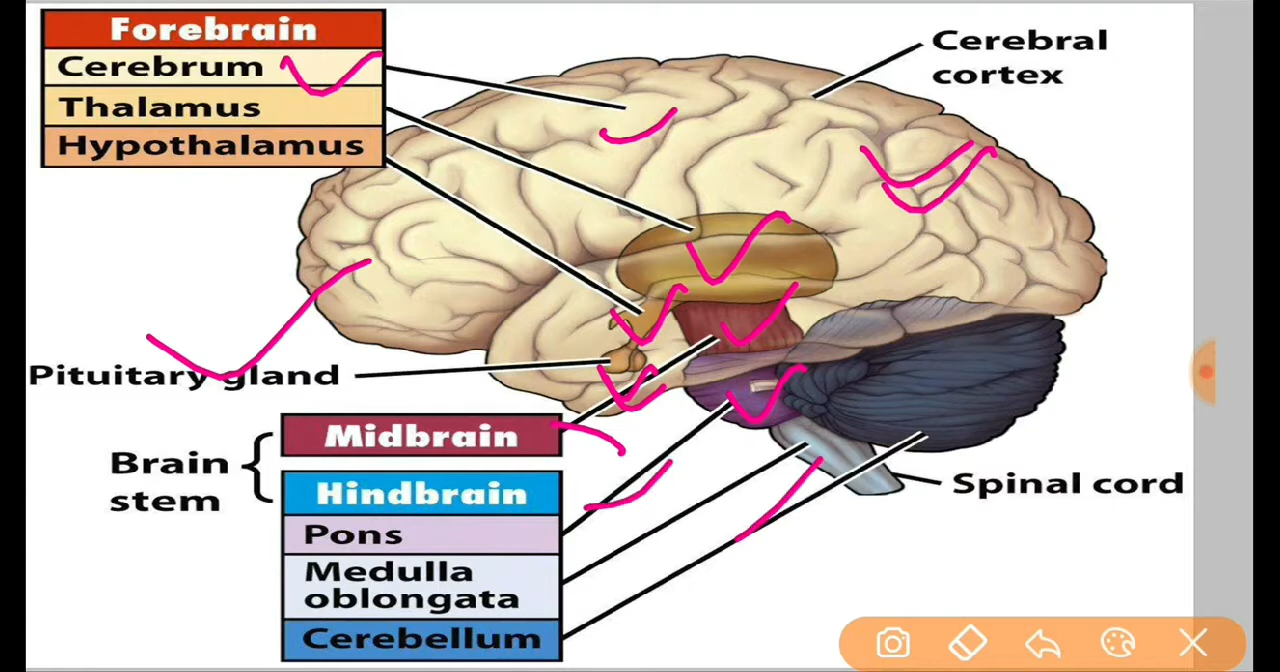 Forebrain
Cerebrum
Thalamus
Hypothalamus
Cerebral
cortex
Pituitary gland
Brain
stem
Midbrain
Hindbrain
Pons
Medulla
oblongata
Cerebellum
Spinal cord